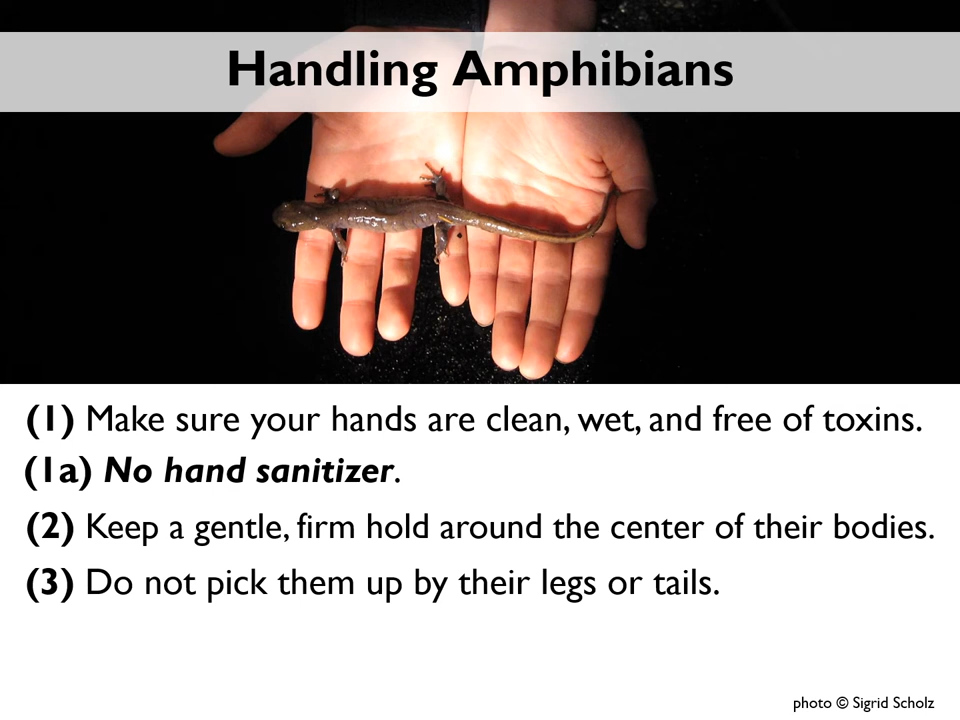 Handling Amphibians
(1) Make sure your hands are clean, wet, and free of toxins.
(1a) No hand sanitizer.
(2) Keep a gentle, firm hold around the center of their bodies.
(3) Do not pick them up by their legs or tails.
photo © Sigrid Scholz